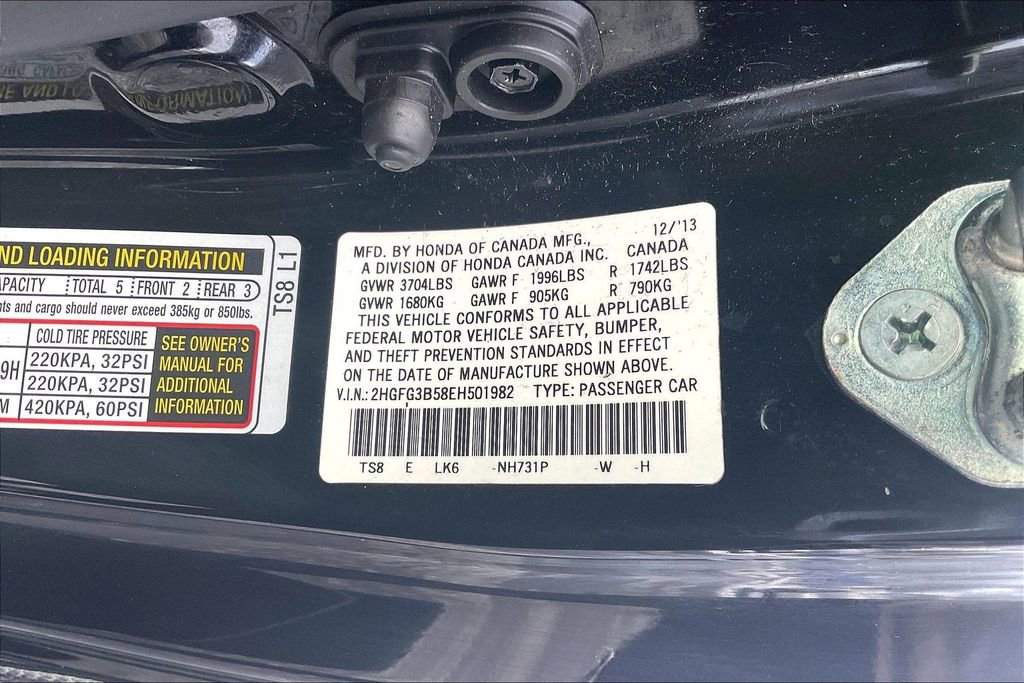 ND LOADING INFORMATION
APACITY TOTAL 5 FRONT 2 REAR 3
nts and cargo should never exceed 385kg or 850lbs.
COLD TIRE PRESSURE
9H 220KPA, 32PSI
220KPA, 32PSI
M 420KPA, 60PSI
SEE OWNER'S
MANUAL FOR
ADDITIONAL
INFORMATION
TS8 L1
12/'13
MFD. BY HONDA OF CANADA MFG.,
A DIVISION OF HONDA CANADA INC. CANADA
GVWR 3704LBS GAWR F 1996LBS R 1742LBS
GVWR 1680KG GAWR F 905KG R 790KG
THIS VEHICLE CONFORMS TO ALL APPLICABLE
FEDERAL MOTOR VEHICLE SAFETY, BUMPER,
AND THEFT PREVENTION STANDARDS IN EFFECT
ON THE DATE OF MANUFACTURE SHOWN ABOVE.
V.I.N.: 2HGFG3B58EH501982 TYPE: PASSENGER CAR
TS8 E LK6 -NH731P -W -H